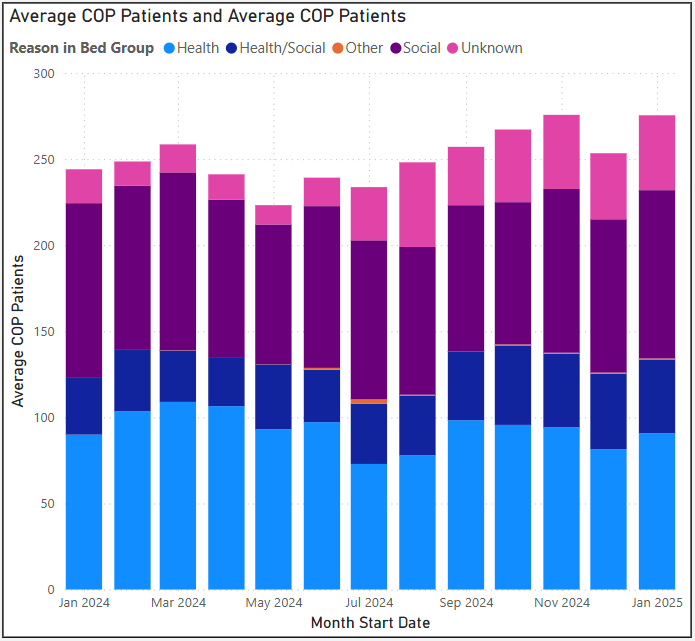 Average COP Patients and Average COP Patients
Reason in Bed Group Health Health/Social Other Social Unknown
300
250
200
150
100
50
0
Average COP Patients
Jan 2024 Mar 2024 May 2024 Jul 2024 Sep 2024 Nov 2024 Jan 2025
Month Start Date